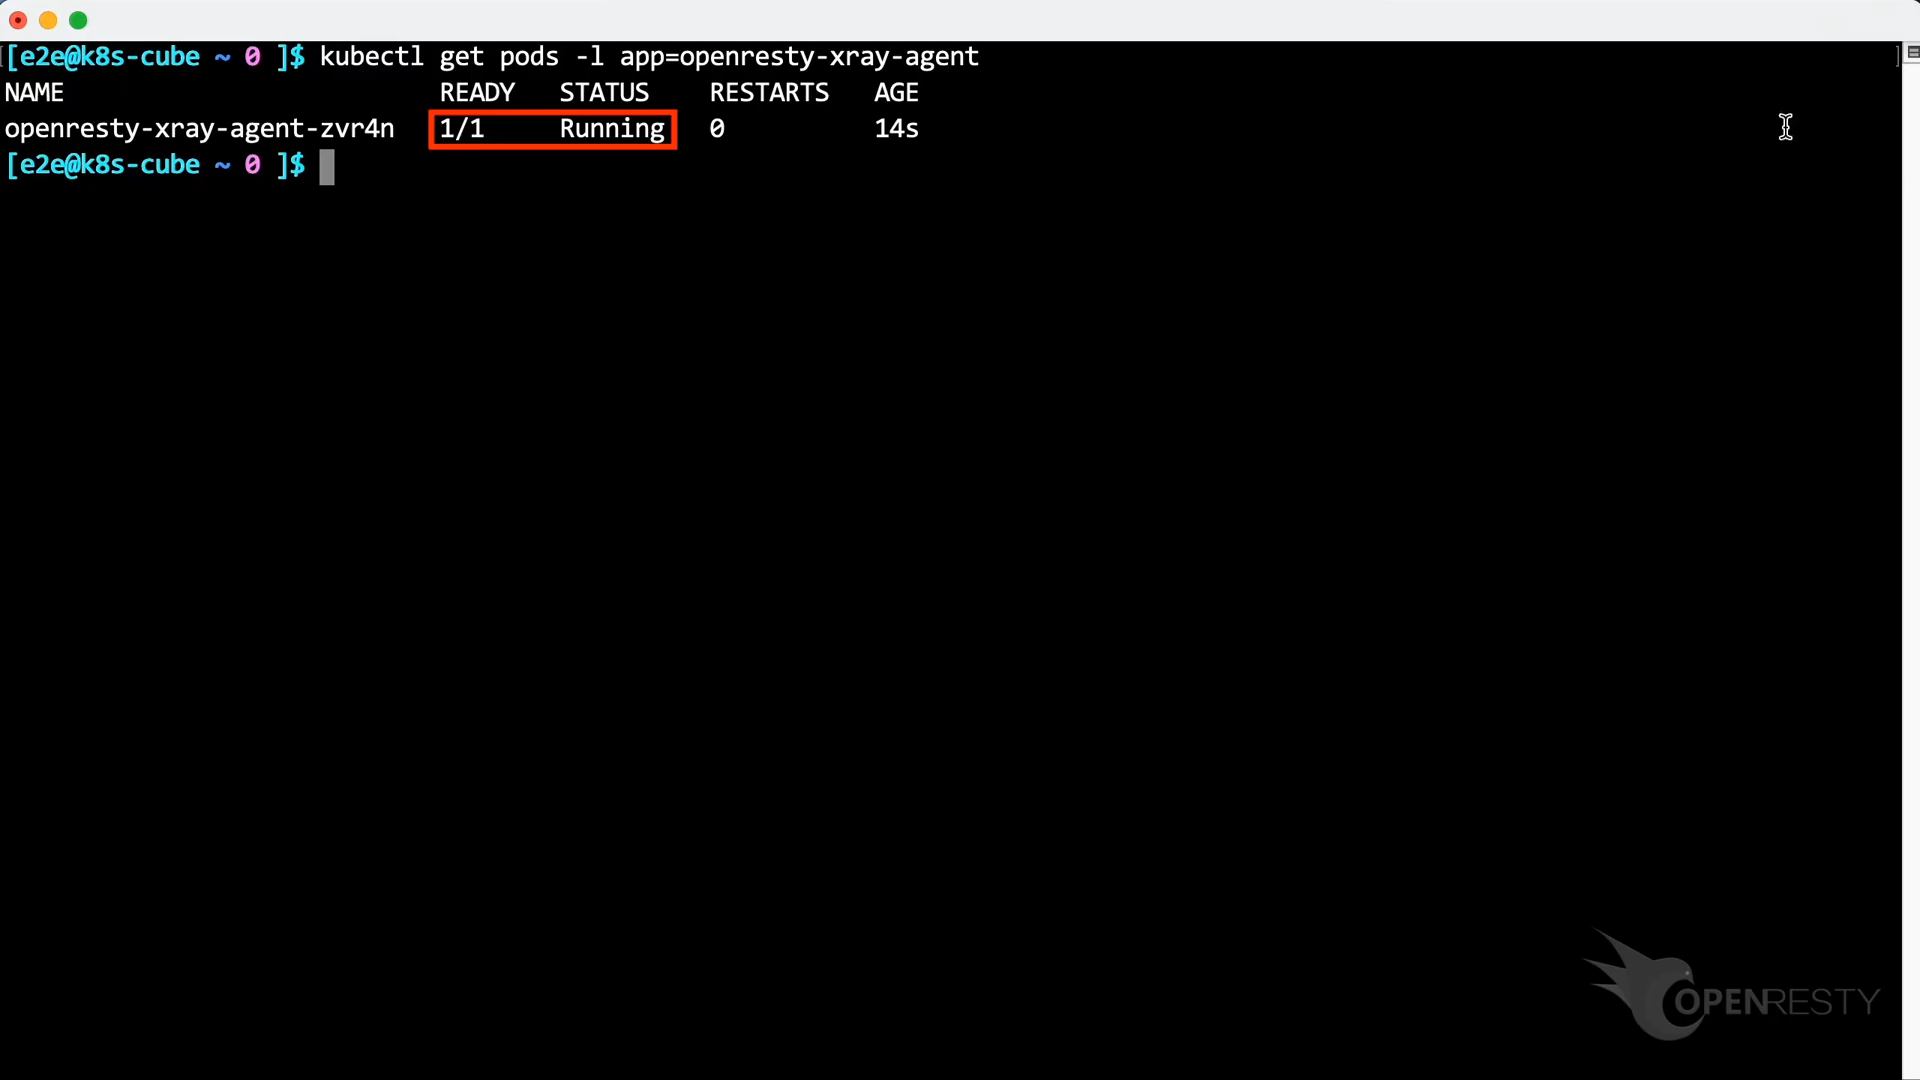 [e2e@k8s-cube ~ 0 ]$ kubectl get pods -l app=openresty-xray-agent
NAME                         READY   STATUS    RESTARTS   AGE
openresty-xray-agent-zvr4n   1/1     Running   0          14s
[e2e@k8s-cube ~ 0 ]$
OPENRESTY